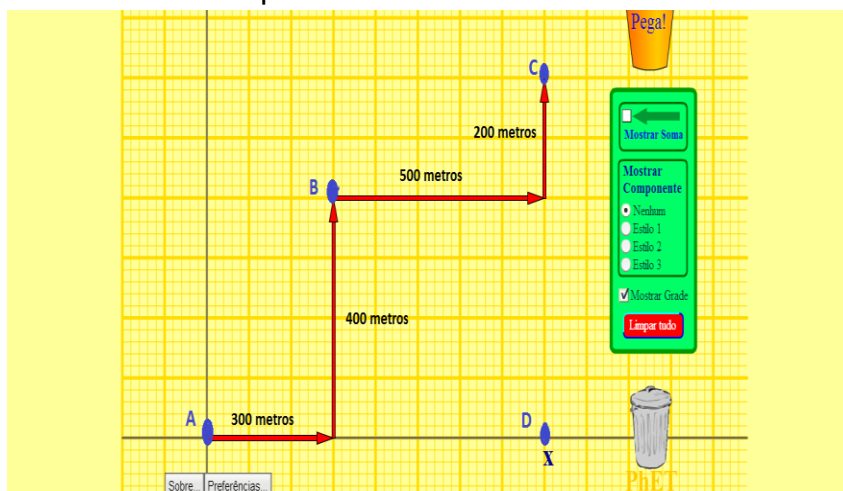 Pega!
C
200 metros
Mostrar Soma
B
500 metros
Mostrar
Componente
Nenhum
Estilo 1
Estilo 2
Estilo 3
Mostrar Grade
400 metros
Limpar tudo
A
300 metros
D
X
PhET
Sobre...
Preferências...